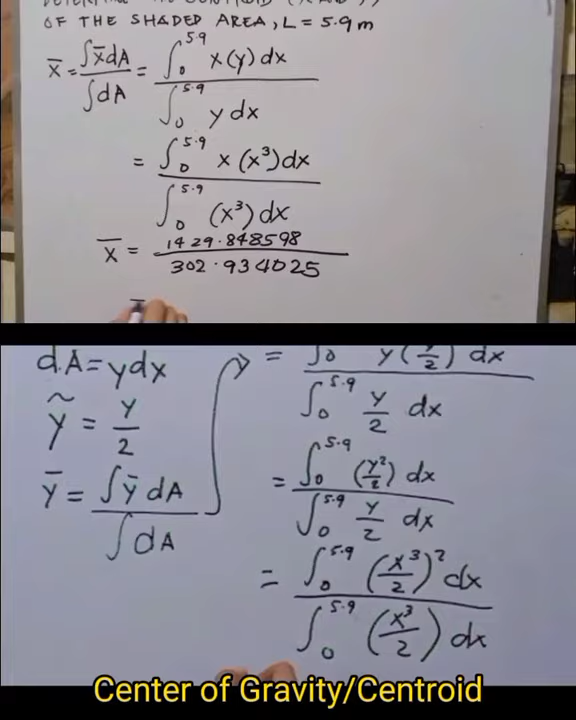 OF THE SHADED AREA, L = 5.9 m
x̄ = ∫x̄dA / ∫dA = ∫₀^5.9 x(y) dx / ∫₀^5.9 y dx
= ∫₀^5.9 x (x³) dx / ∫₀^5.9 (x³) dx
x̄ = 1429.848598 / 302.934025
dA = ydx
ỹ = y/2
ȳ = ∫ȳ dA / ∫dA
= ∫₀ y(y/2) dx / ∫₀^5.9 y/2 dx
= ∫₀^5.9 (y²/2) dx / ∫₀^5.9 y/2 dx
= ∫₀^5.9 (x³/2)² dx / ∫₀^5.9 (x³/2) dx
Center of Gravity/Centroid